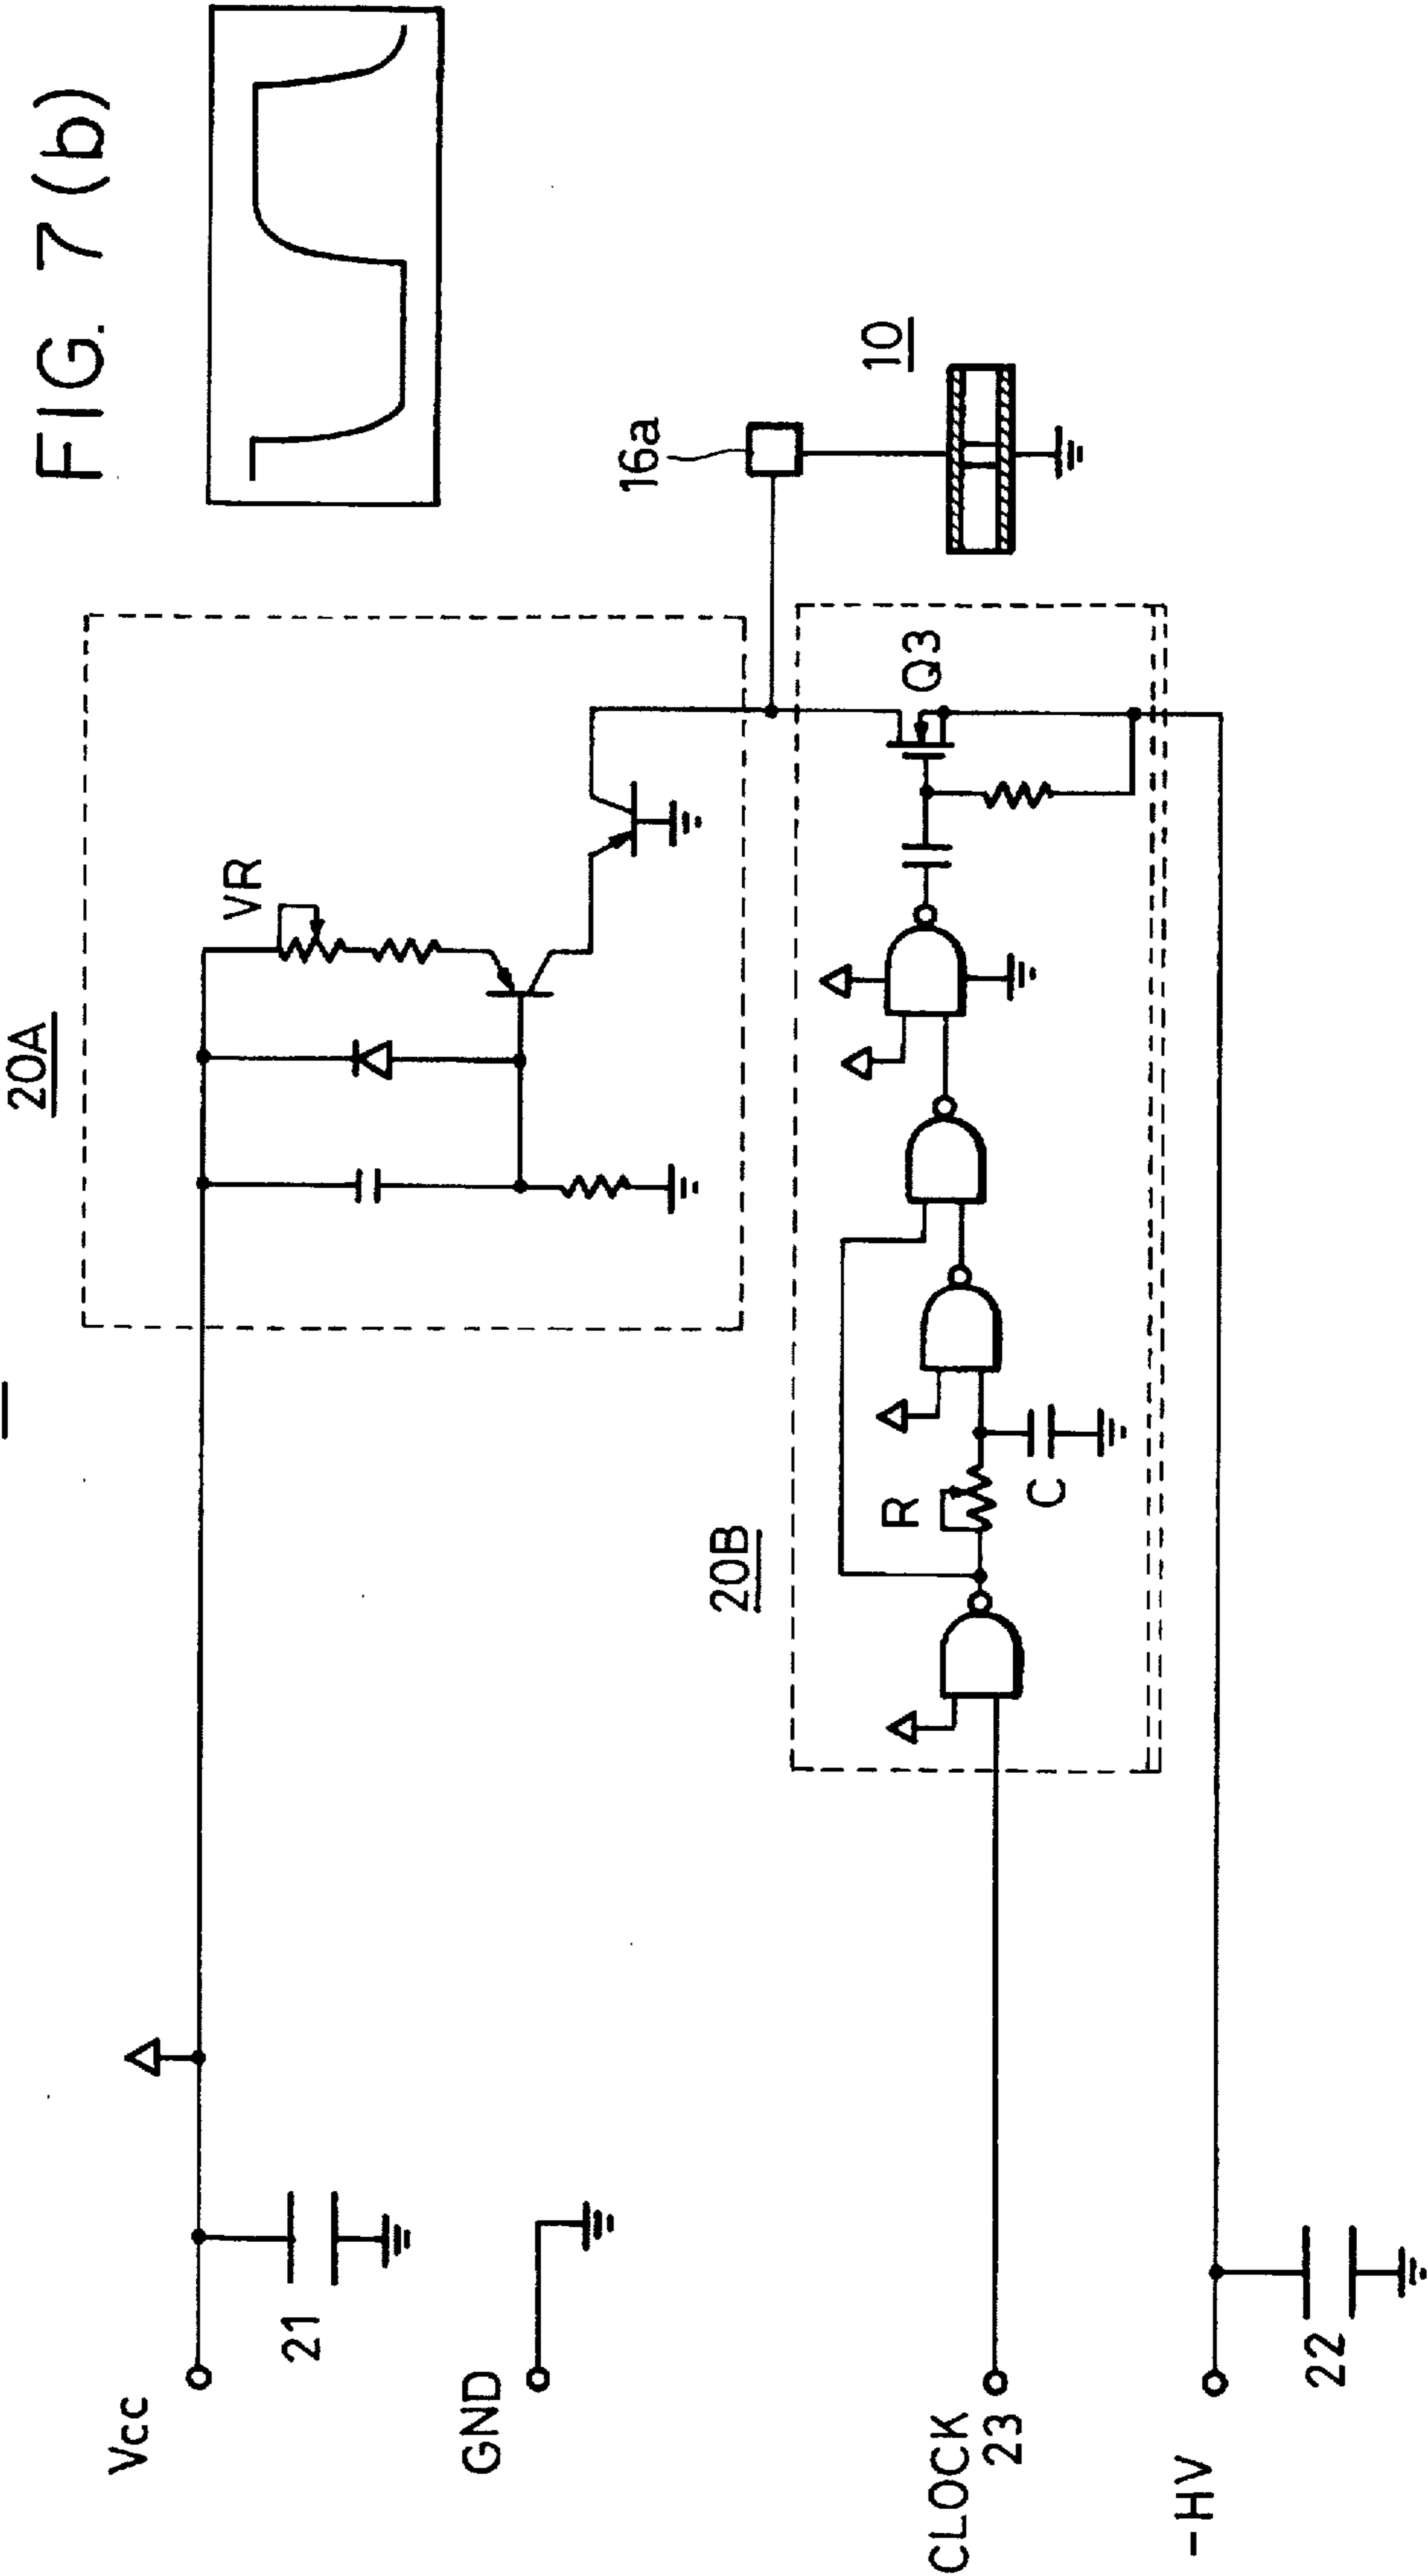 FIG. 7 (b)
20A
VR
16a
10
20B
Q3
R
C
Vcc
21
GND
CLOCK
23
-HV
22